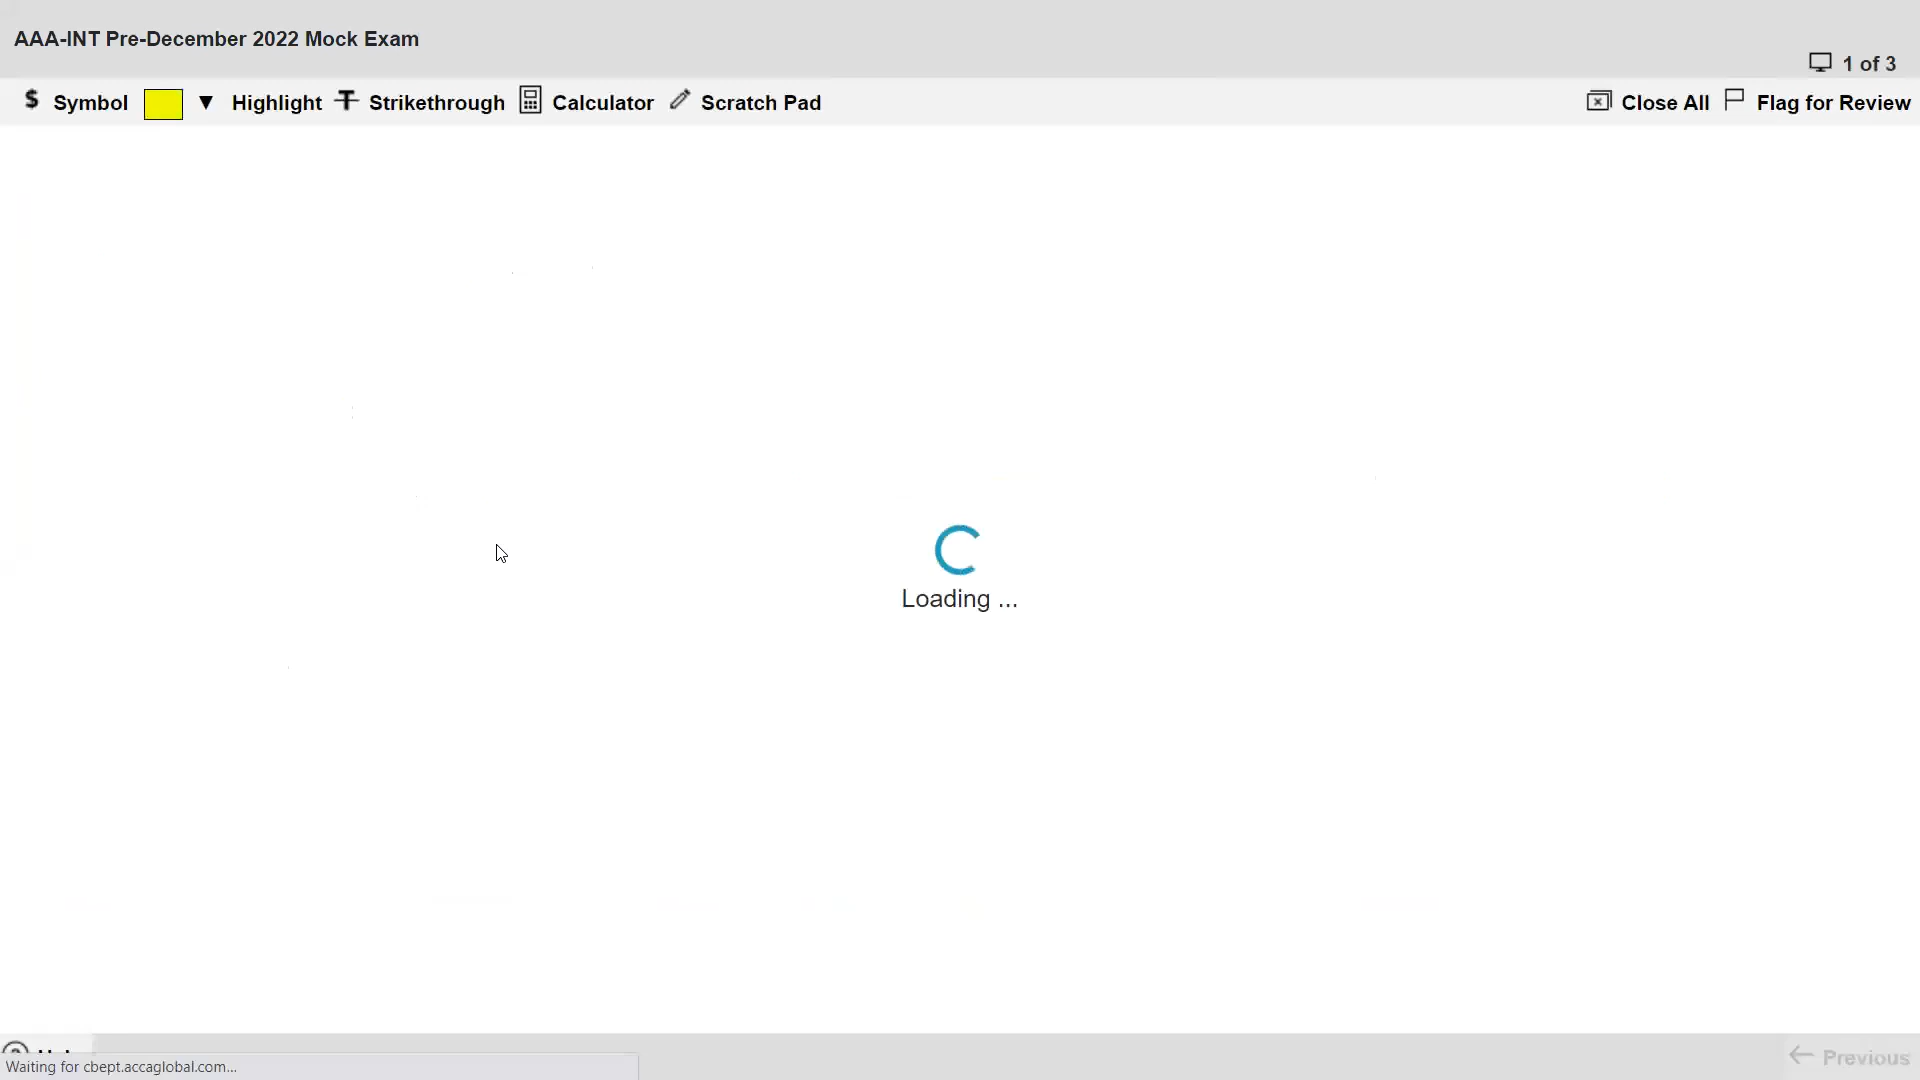 AAA-INT Pre-December 2022 Mock Exam
1 of 3
$ Symbol Highlight Strikethrough Calculator Scratch Pad Close All Flag for Review
Loading ...
Waiting for cbept.accaglobal.com...
Previous